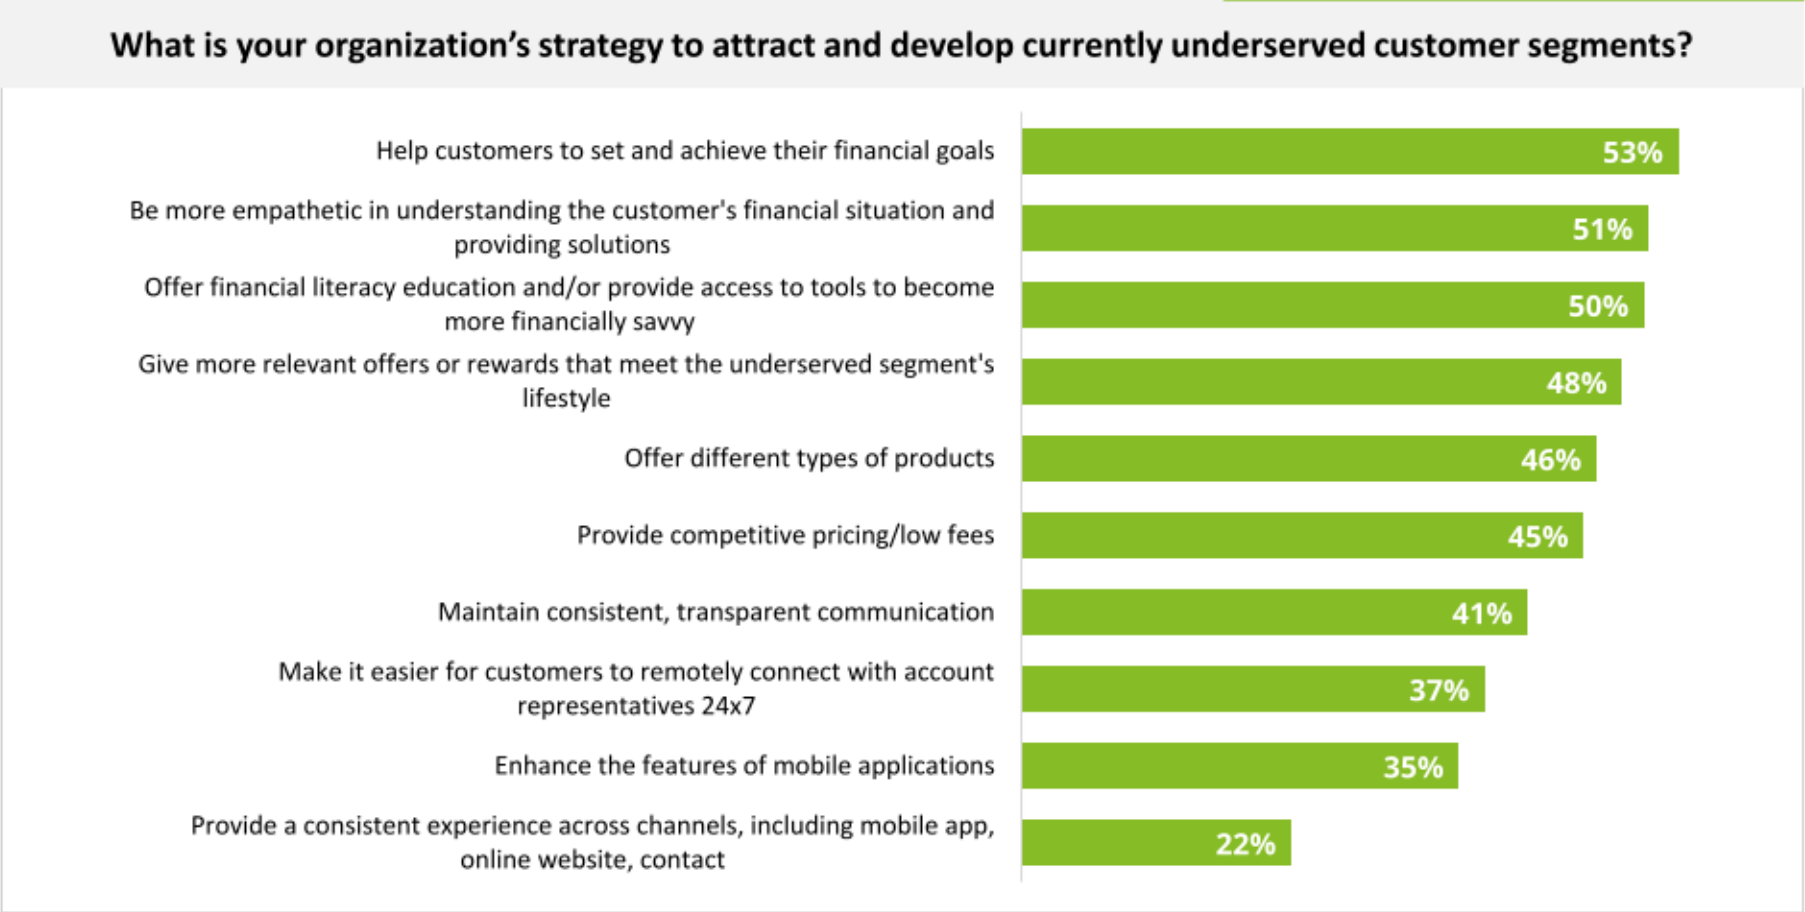 What is your organization’s strategy to attract and develop currently underserved customer segments?
Help customers to set and achieve their financial goals
53%
Be more empathetic in understanding the customer's financial situation and
providing solutions
51%
Offer financial literacy education and/or provide access to tools to become
more financially savvy
50%
Give more relevant offers or rewards that meet the underserved segment's
lifestyle
48%
Offer different types of products
46%
Provide competitive pricing/low fees
45%
Maintain consistent, transparent communication
41%
Make it easier for customers to remotely connect with account
representatives 24x7
37%
Enhance the features of mobile applications
35%
Provide a consistent experience across channels, including mobile app,
online website, contact
22%